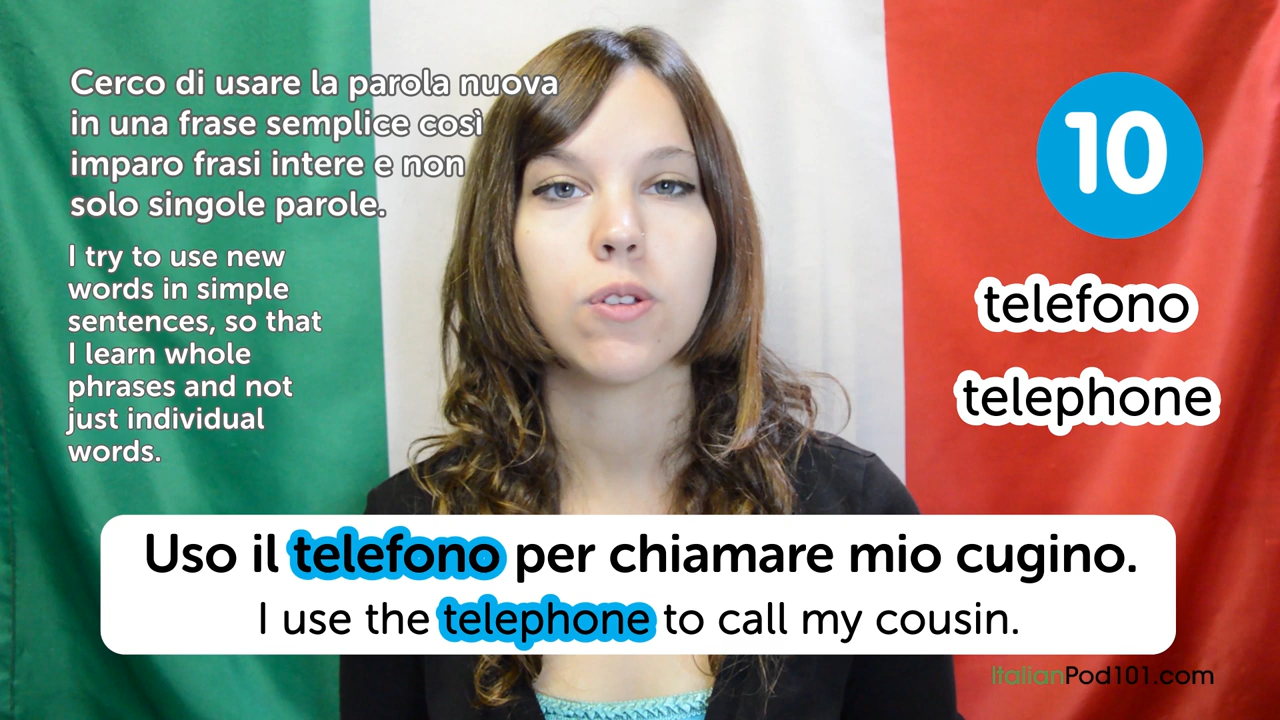 Cerco di usare la parola nuova
in una frase semplice così
imparo frasi intere e non
solo singole parole.
I try to use new
words in simple
sentences, so that
I learn whole
phrases and not
just individual
words.
10
telefono
telephone
Uso il telefono per chiamare mio cugino.
I use the telephone to call my cousin.
ItalianPod101.com